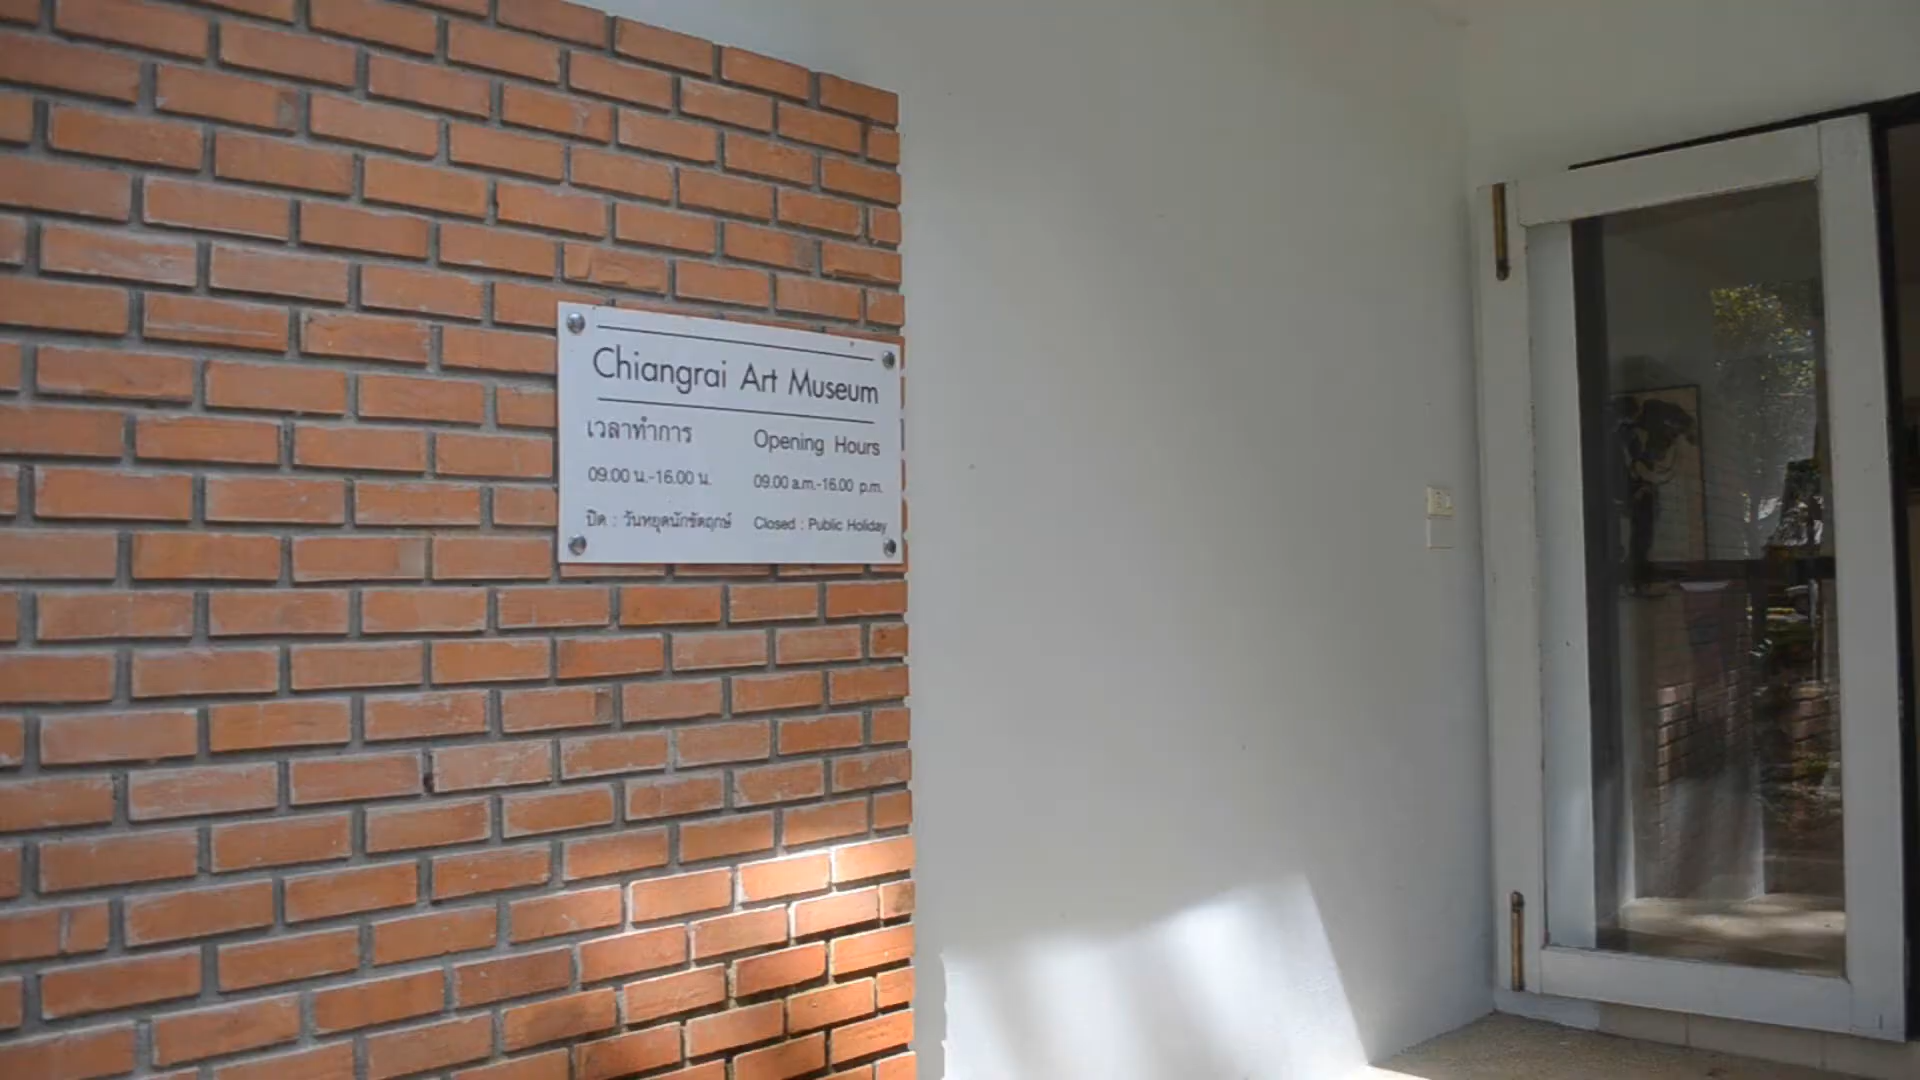 Chiangrai Art Museum
เวลาทำการ Opening Hours
09.00 น.-16.00 น. 09.00 a.m.-16.00 p.m.
ปิด : วันหยุดนักขัตฤกษ์ Closed : Public Holiday